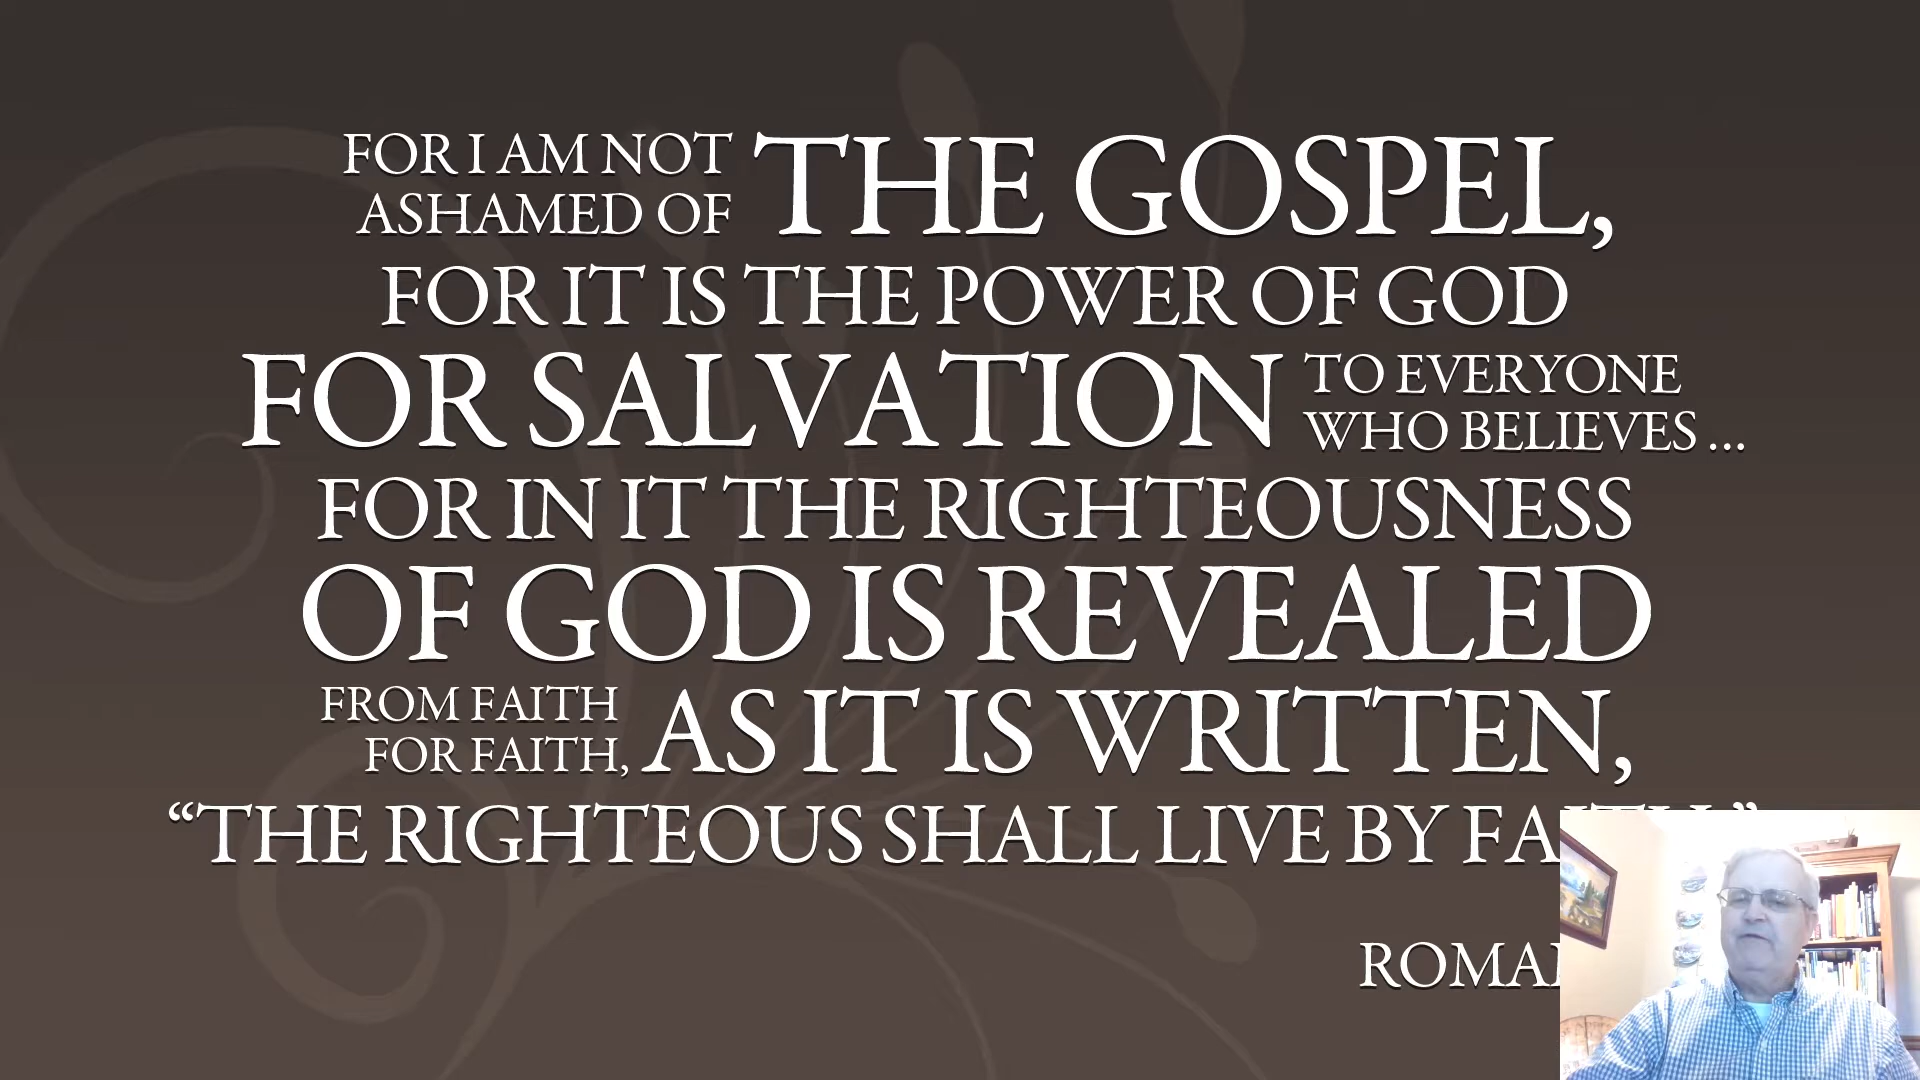 FOR I AM NOT
ASHAMED OF
THE GOSPEL,
FOR IT IS THE POWER OF GOD
FOR SALVATION
TO EVERYONE
WHO BELIEVES ...
FOR IN IT THE RIGHTEOUSNESS
OF GOD IS REVEALED
FROM FAITH
FOR FAITH,
AS IT IS WRITTEN,
“THE RIGHTEOUS SHALL LIVE BY